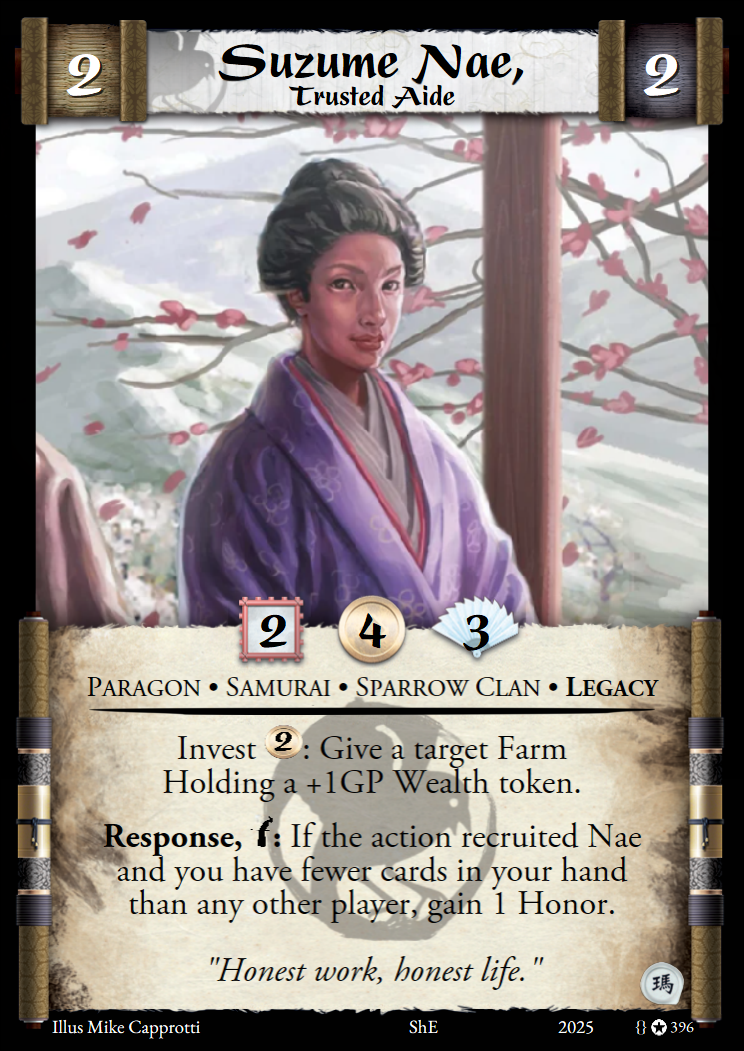 2
Suzume Nae,
Trusted Aide
2
2
4
3
Paragon • Samurai • Sparrow Clan • Legacy
Invest 2: Give a target Farm
Holding a +1GP Wealth token.
Response, : If the action recruited Nae
and you have fewer cards in your hand
than any other player, gain 1 Honor.
"Honest work, honest life."
瑪
Illus Mike Capprotti ShE 2025 {} ✪ 396